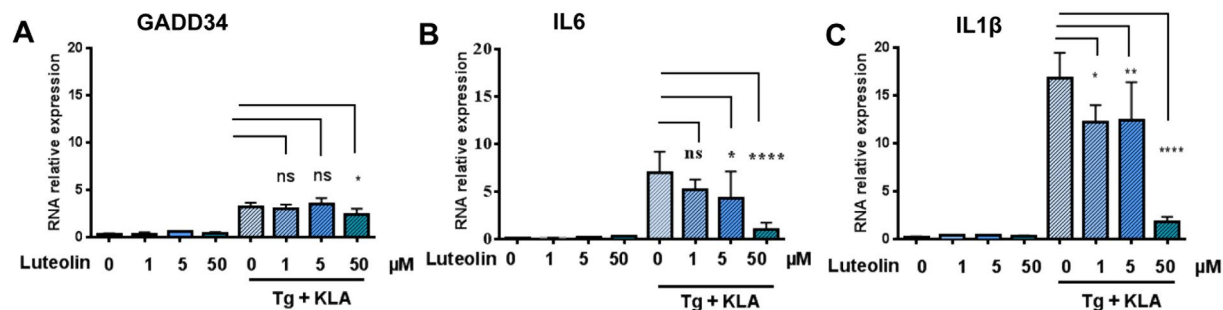 A
GADD34
RNA relative expression
20
15
10
5
0
ns
ns
*
Luteolin 0 1 5 50 0 1 5 50 μM
Tg + KLA
B
IL6
RNA relative expression
20
15
10
5
0
ns
*
****
Luteolin 0 1 5 50 0 1 5 50 μM
Tg + KLA
C
IL1β
RNA relative expression
20
15
10
5
0
*
**
****
Luteolin 0 1 5 50 0 1 5 50 μM
Tg + KLA